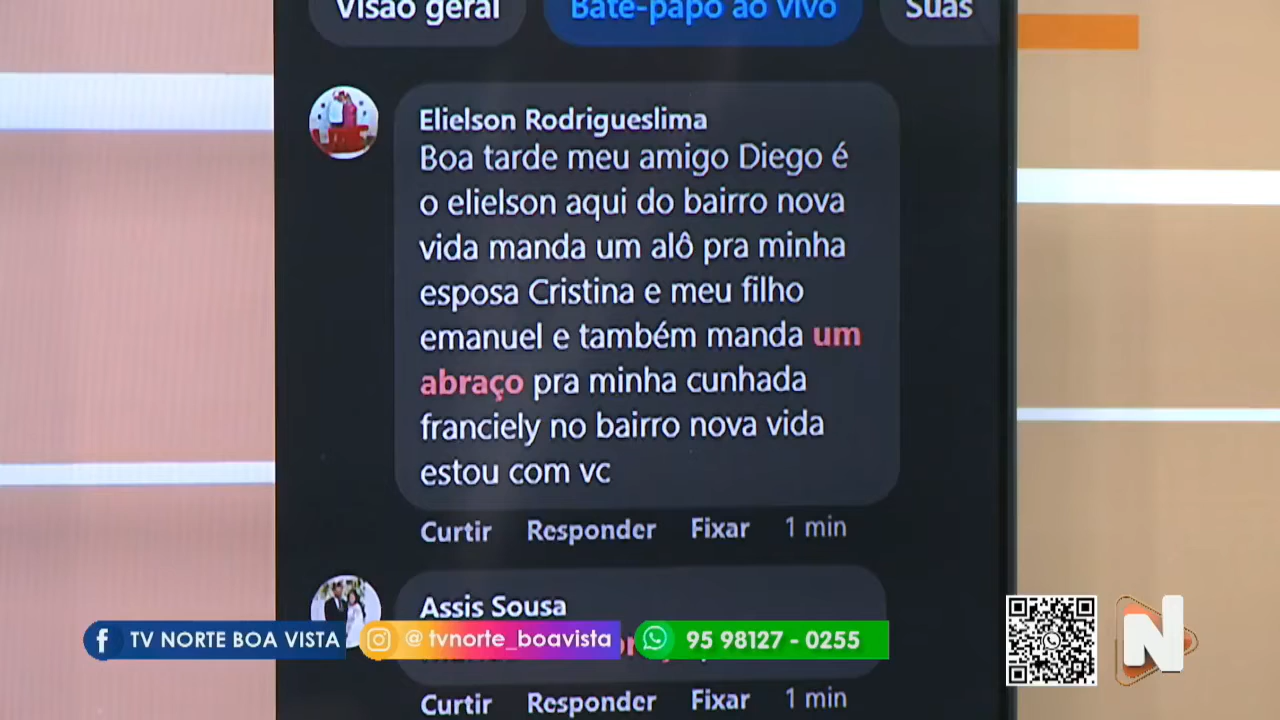 Visão geral
Bate-papo ao vivo
Suas
Elielson Rodrigueslima
Boa tarde meu amigo Diego é
o elielson aqui do bairro nova
vida manda um alô pra minha
esposa Cristina e meu filho
emanuel e também manda um
abraço pra minha cunhada
franciely no bairro nova vida
estou com vc
Curtir Responder Fixar 1 min
Assis Sousa
TV NORTE BOA VISTA @tvnorte_boavista 95 98127 - 0255
Curtir Responder Fixar 1 min
N